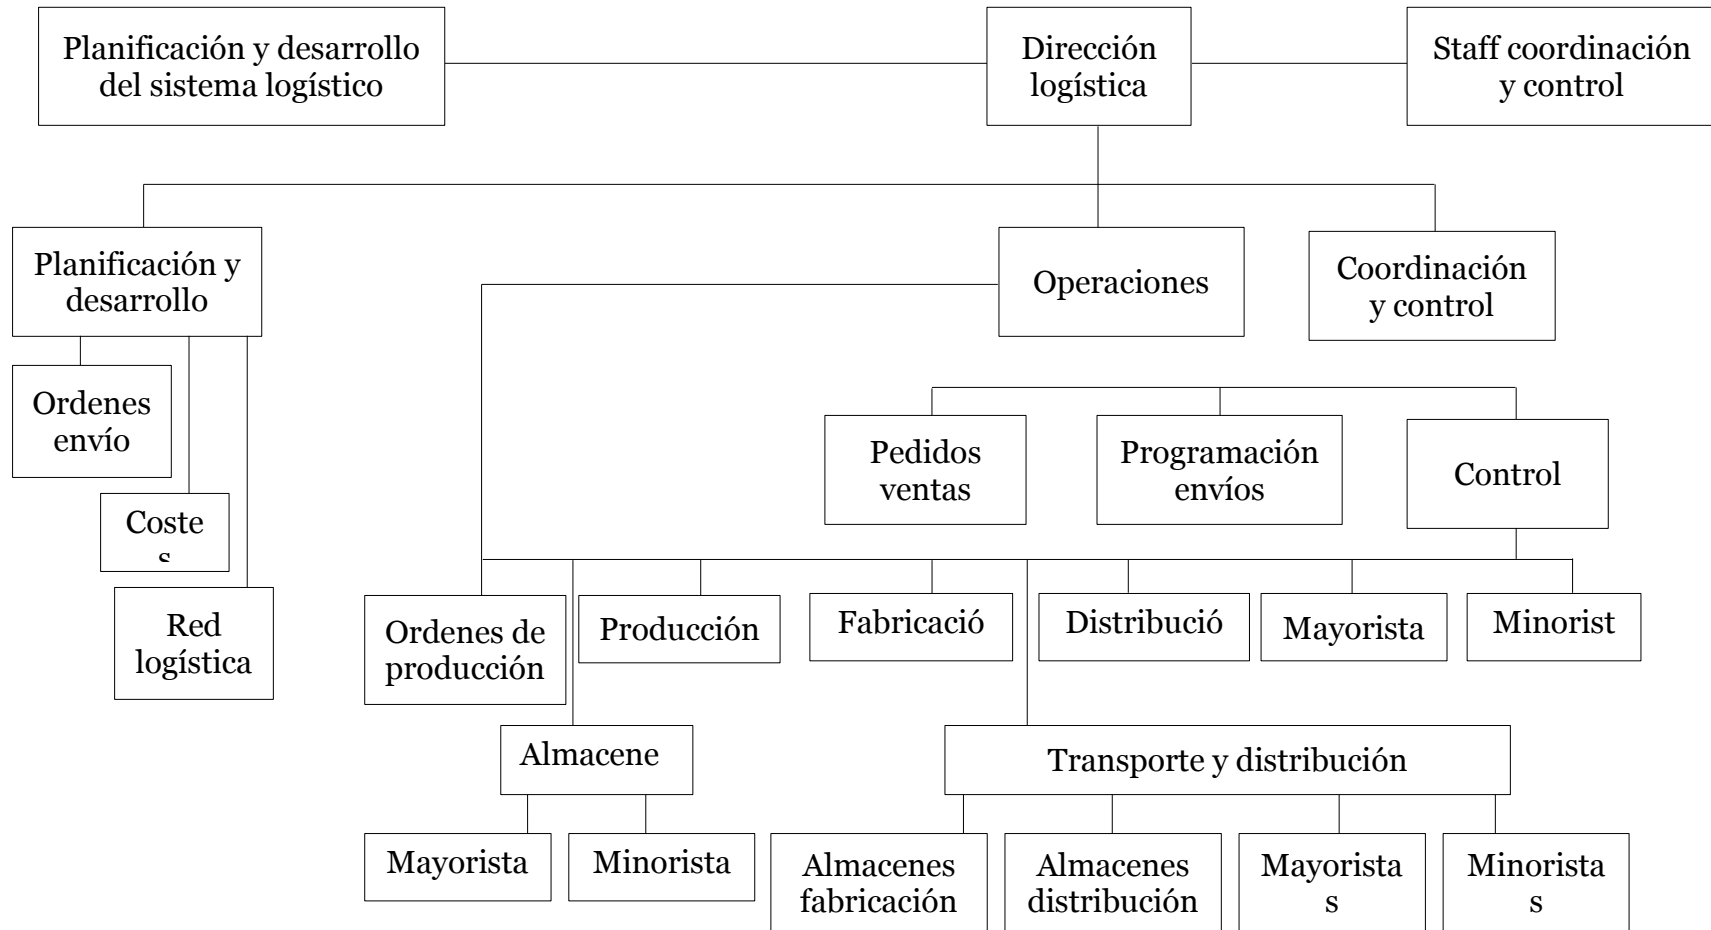 Planificación y desarrollo
del sistema logístico
Dirección
logística
Staff coordinación
y control
Planificación y
desarrollo
Operaciones
Coordinación
y control
Ordenes
envío
Pedidos
ventas
Programación
envíos
Control
Coste
s
Red
logística
Ordenes de
producción
Producción
Fabricació
Distribució
Mayorista
Minorist
Almacene
Transporte y distribución
Mayorista
Minorista
Almacenes
fabricación
Almacenes
distribución
Mayorista
s
Minorista
s